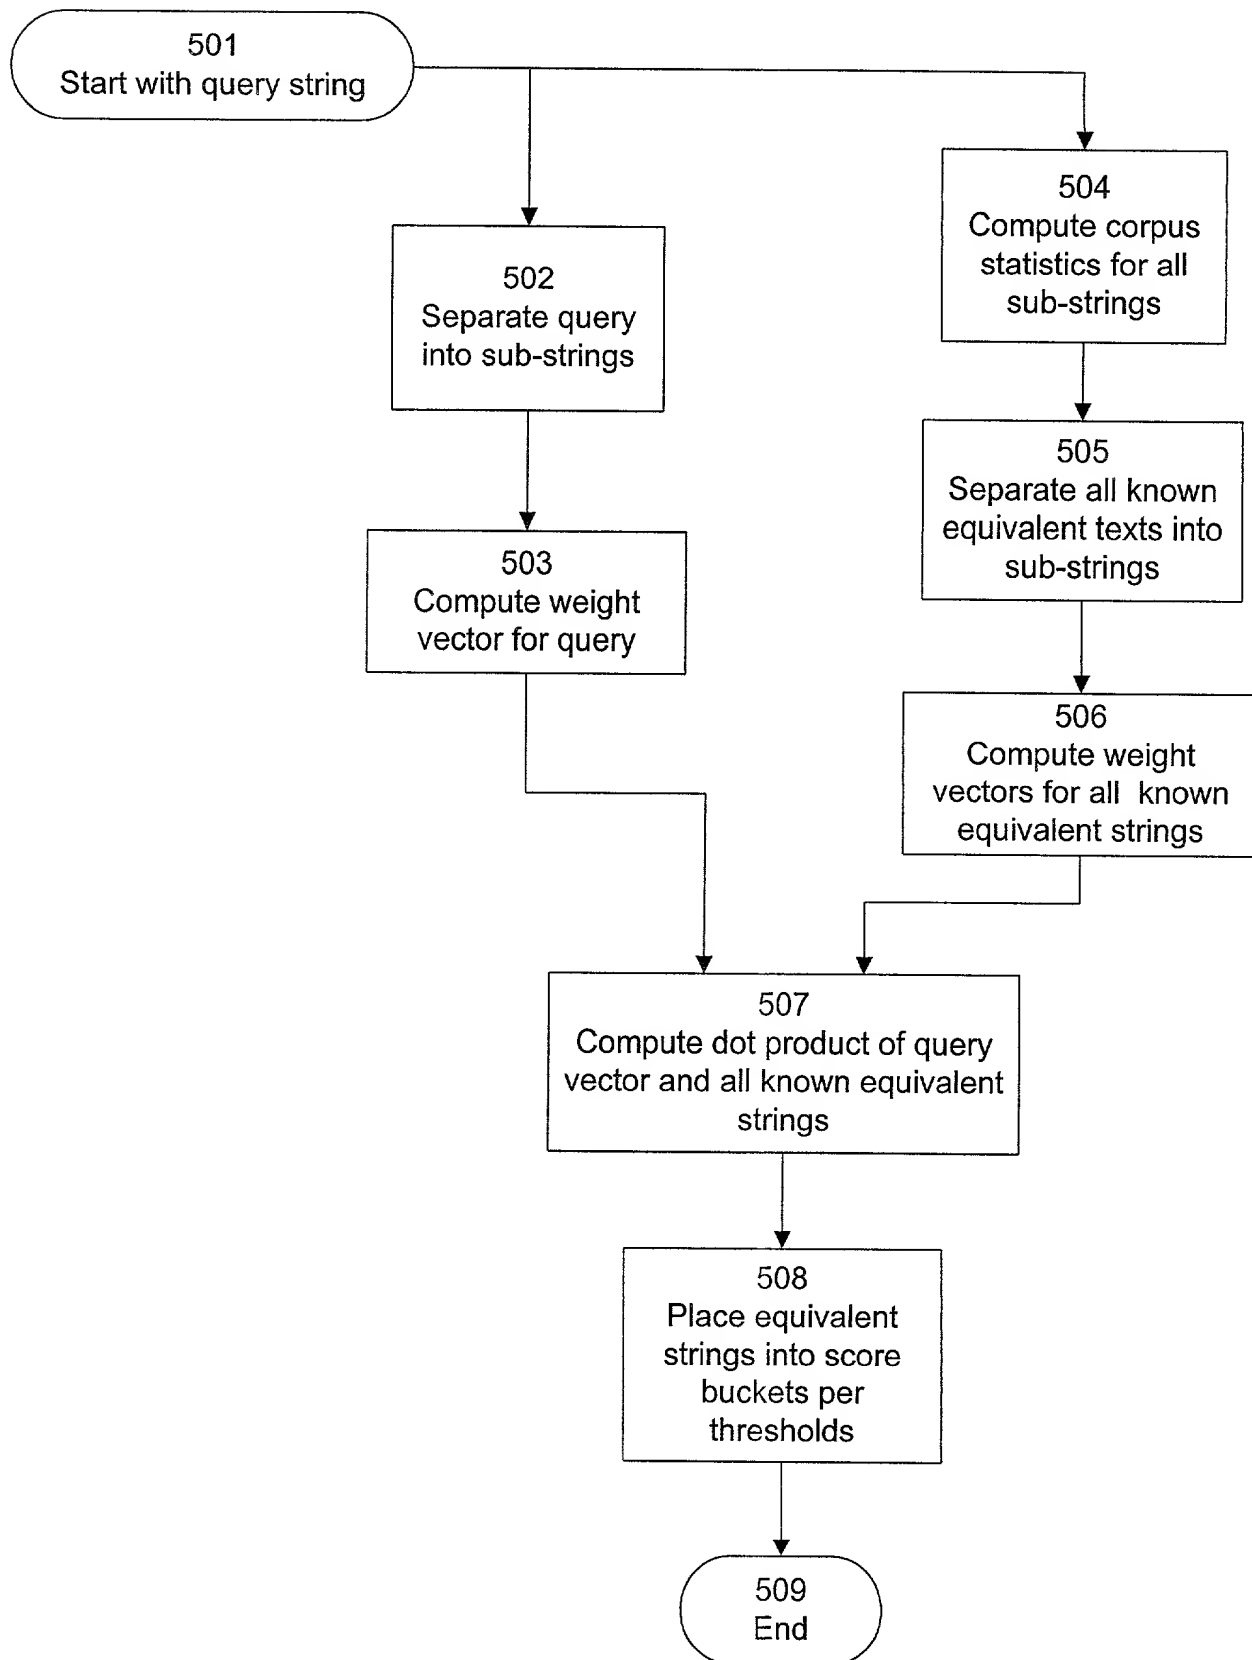 501
Start with query string
502
Separate query
into sub-strings
503
Compute weight
vector for query
504
Compute corpus
statistics for all
sub-strings
505
Separate all known
equivalent texts into
sub-strings
506
Compute weight
vectors for all known
equivalent strings
507
Compute dot product of query
vector and all known equivalent
strings
508
Place equivalent
strings into score
buckets per
thresholds
509
End